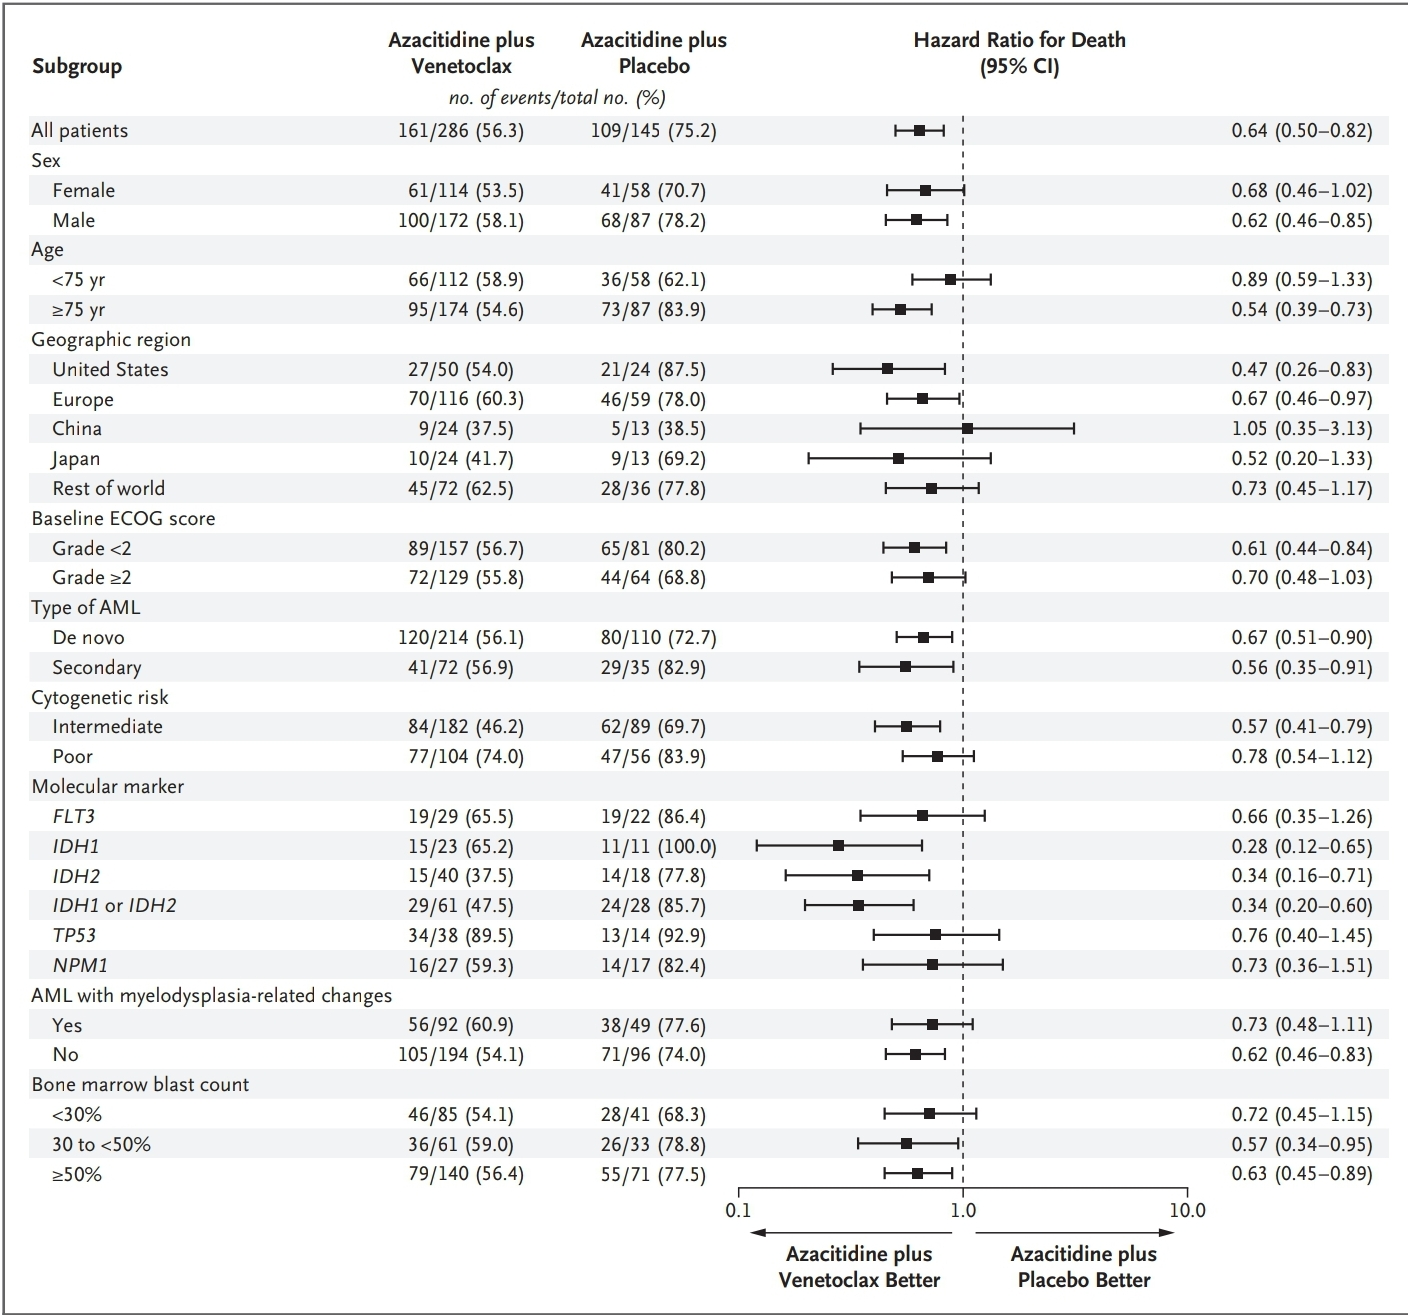 Subgroup Azacitidine plus Venetoclax Azacitidine plus Placebo Hazard Ratio for Death (95% CI)
no. of events/total no. (%)
All patients 161/286 (56.3) 109/145 (75.2) 0.64 (0.50–0.82)
Sex
Female 61/114 (53.5) 41/58 (70.7) 0.68 (0.46–1.02)
Male 100/172 (58.1) 68/87 (78.2) 0.62 (0.46–0.85)
Age
<75 yr 66/112 (58.9) 36/58 (62.1) 0.89 (0.59–1.33)
≥75 yr 95/174 (54.6) 73/87 (83.9) 0.54 (0.39–0.73)
Geographic region
United States 27/50 (54.0) 21/24 (87.5) 0.47 (0.26–0.83)
Europe 70/116 (60.3) 46/59 (78.0) 0.67 (0.46–0.97)
China 9/24 (37.5) 5/13 (38.5) 1.05 (0.35–3.13)
Japan 10/24 (41.7) 9/13 (69.2) 0.52 (0.20–1.33)
Rest of world 45/72 (62.5) 28/36 (77.8) 0.73 (0.45–1.17)
Baseline ECOG score
Grade <2 89/157 (56.7) 65/81 (80.2) 0.61 (0.44–0.84)
Grade ≥2 72/129 (55.8) 44/64 (68.8) 0.70 (0.48–1.03)
Type of AML
De novo 120/214 (56.1) 80/110 (72.7) 0.67 (0.51–0.90)
Secondary 41/72 (56.9) 29/35 (82.9) 0.56 (0.35–0.91)
Cytogenetic risk
Intermediate 84/182 (46.2) 62/89 (69.7) 0.57 (0.41–0.79)
Poor 77/104 (74.0) 47/56 (83.9) 0.78 (0.54–1.12)
Molecular marker
FLT3 19/29 (65.5) 19/22 (86.4) 0.66 (0.35–1.26)
IDH1 15/23 (65.2) 11/11 (100.0) 0.28 (0.12–0.65)
IDH2 15/40 (37.5) 14/18 (77.8) 0.34 (0.16–0.71)
IDH1 or IDH2 29/61 (47.5) 24/28 (85.7) 0.34 (0.20–0.60)
TP53 34/38 (89.5) 13/14 (92.9) 0.76 (0.40–1.45)
NPM1 16/27 (59.3) 14/17 (82.4) 0.73 (0.36–1.51)
AML with myelodysplasia-related changes
Yes 56/92 (60.9) 38/49 (77.6) 0.73 (0.48–1.11)
No 105/194 (54.1) 71/96 (74.0) 0.62 (0.46–0.83)
Bone marrow blast count
<30% 46/85 (54.1) 28/41 (68.3) 0.72 (0.45–1.15)
30 to <50% 36/61 (59.0) 26/33 (78.8) 0.57 (0.34–0.95)
≥50% 79/140 (56.4) 55/71 (77.5) 0.63 (0.45–0.89)
0.1 1.0 10.0
Azacitidine plus Venetoclax Better
Azacitidine plus Placebo Better